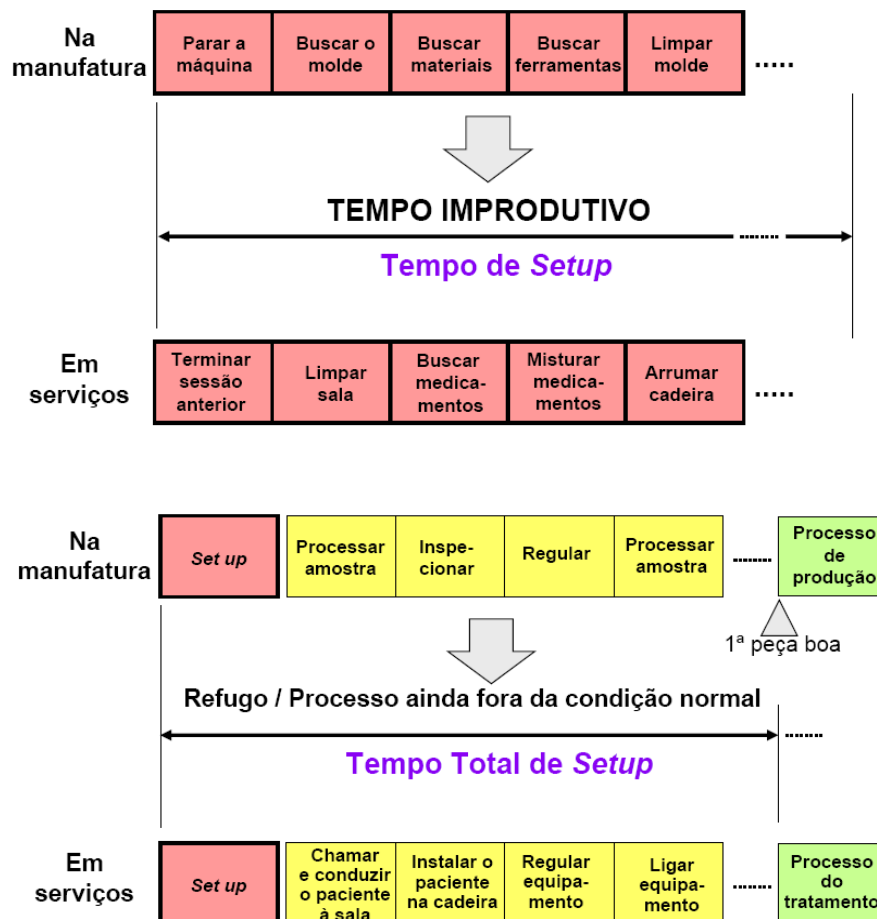 Na
manufatura
Parar a
máquina
Buscar o
molde
Buscar
materiais
Buscar
ferramentas
Limpar
molde
.....
TEMPO IMPRODUTIVO
........
Tempo de Setup
Em
serviços
Terminar
sessão
anterior
Limpar
sala
Buscar
medica-
mentos
Misturar
medica-
mentos
Arrumar
cadeira
.....
Na
manufatura
Set up
Processar
amostra
Inspe-
cionar
Regular
Processar
amostra
........
Processo
de
produção
1ª peça boa
Refugo / Processo ainda fora da condição normal
........
Tempo Total de Setup
Em
serviços
Set up
Chamar
e conduzir
o paciente
à sala
Instalar o
paciente
na cadeira
Regular
equipa-
mento
Ligar
equipa-
mento
........
Processo
do
tratamento